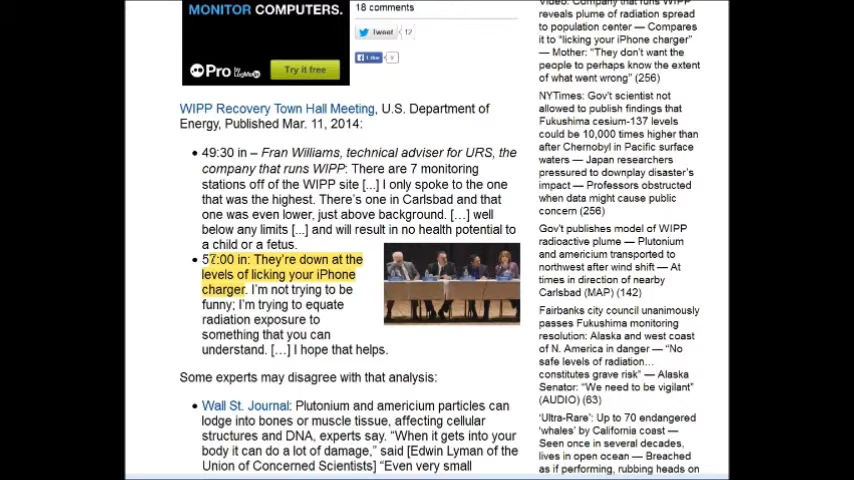 MONITOR COMPUTERS.
Pro by LogMeIn
Try it free
18 comments
Tweet
12
Like
WIPP Recovery Town Hall Meeting, U.S. Department of
Energy, Published Mar. 11, 2014:
49:30 in – Fran Williams, technical adviser for URS, the
company that runs WIPP: There are 7 monitoring
stations off of the WIPP site [...] I only spoke to the one
that was the highest. There’s one in Carlsbad and that
one was even lower, just above background. […] well
below any limits [...] and will result in no health potential to
a child or a fetus.
57:00 in: They’re down at the
levels of licking your iPhone
charger. I’m not trying to be
funny; I’m trying to equate
radiation exposure to
something that you can
understand. […] I hope that helps.
Some experts may disagree with that analysis:
Wall St. Journal: Plutonium and americium particles can
lodge into bones or muscle tissue, affecting cellular
structures and DNA, experts say. “When it gets into your
body it can do a lot of damage,” said [Edwin Lyman of the
Union of Concerned Scientists] “Even very small
Video: Company that runs WIPP
reveals plume of radiation spread
to population center — Compares
it to “licking your iPhone charger”
— Mother: “They don’t want the
people to perhaps know the extent
of what went wrong” (256)
NYTimes: Gov’t scientist not
allowed to publish findings that
Fukushima cesium-137 levels
could be 10,000 times higher than
after Chernobyl in Pacific surface
waters — Japan researchers
pressured to downplay disaster’s
impact — Professors obstructed
when data might cause public
concern (256)
Gov’t publishes model of WIPP
radioactive plume — Plutonium
and americium transported to
northwest after wind shift — At
times in direction of nearby
Carlsbad (MAP) (142)
Fairbanks city council unanimously
passes Fukushima monitoring
resolution: Alaska and west coast
of N. America in danger — “No
safe levels of radiation…
constitutes grave risk” — Alaska
Senator: “We need to be vigilant”
(AUDIO) (63)
‘Ultra-Rare’: Up to 70 endangered
‘whales’ by California coast —
Seen once in several decades,
lives in open ocean — Breached
as if performing, rubbing heads on